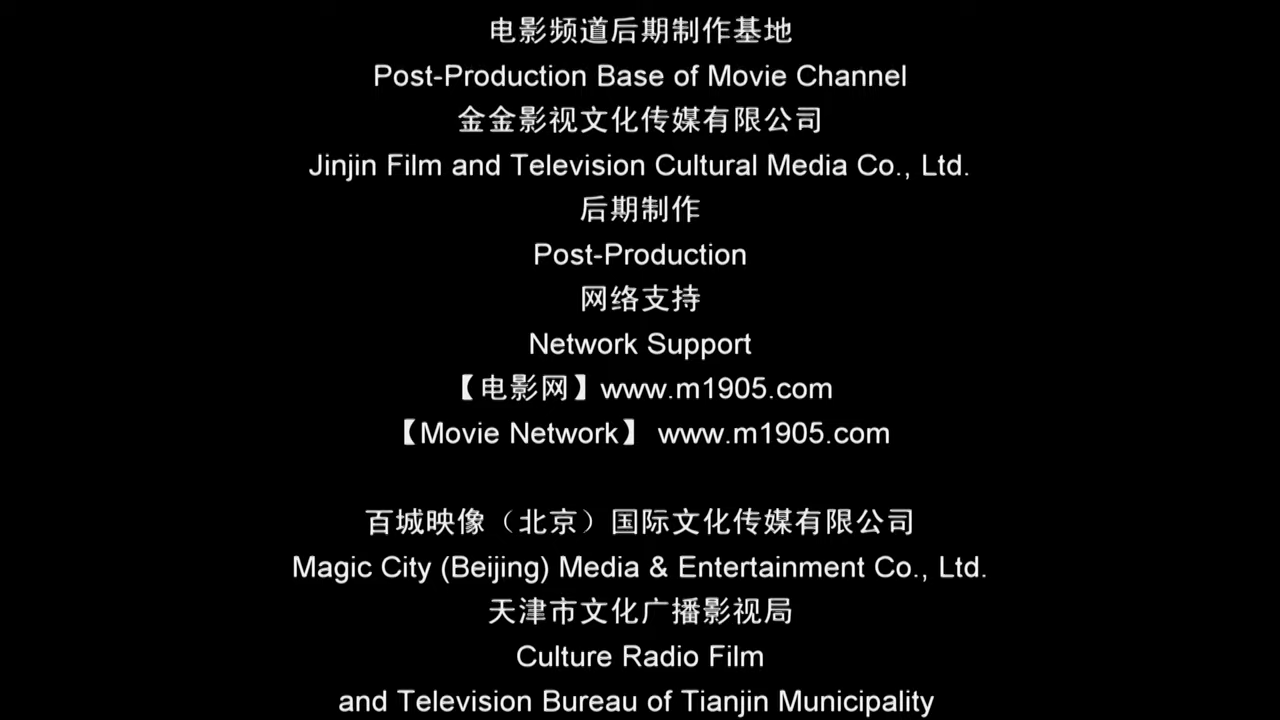 电影频道后期制作基地
Post-Production Base of Movie Channel
金金影视文化传媒有限公司
Jinjin Film and Television Cultural Media Co., Ltd.
后期制作
Post-Production
网络支持
Network Support
【电影网】www.m1905.com
【Movie Network】 www.m1905.com
百城映像（北京）国际文化传媒有限公司
Magic City (Beijing) Media & Entertainment Co., Ltd.
天津市文化广播影视局
Culture Radio Film
and Television Bureau of Tianjin Municipality